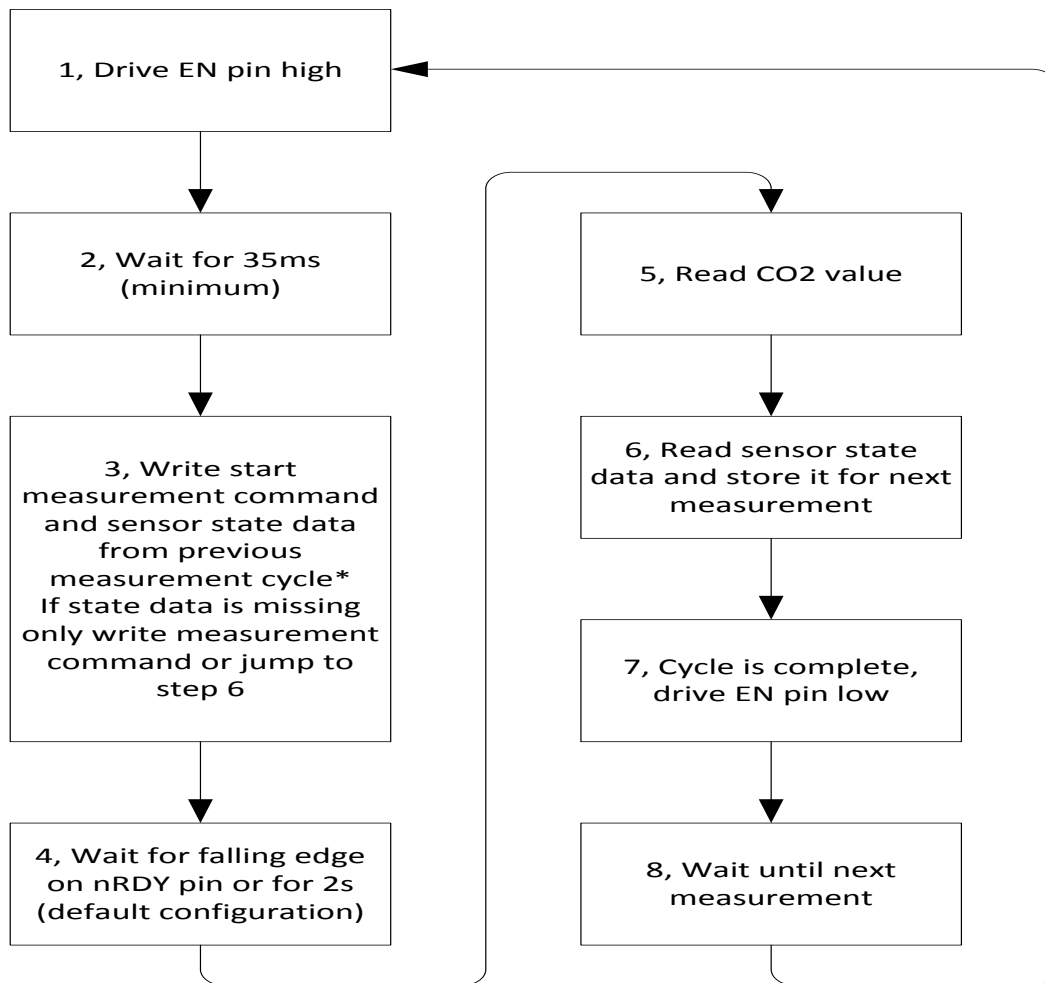 1, Drive EN pin high
2, Wait for 35ms
(minimum)
3, Write start
measurement command
and sensor state data
from previous
measurement cycle*
If state data is missing
only write measurement
command or jump to
step 6
4, Wait for falling edge
on nRDY pin or for 2s
(default configuration)
5, Read CO2 value
6, Read sensor state
data and store it for next
measurement
7, Cycle is complete,
drive EN pin low
8, Wait until next
measurement